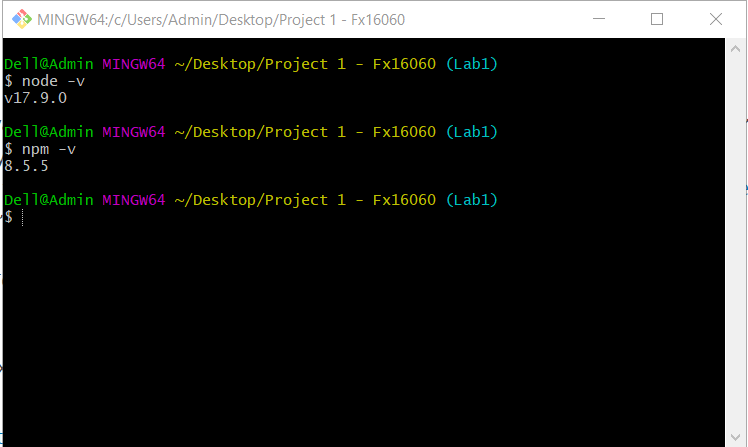 MINGW64:/c/Users/Admin/Desktop/Project 1 - Fx16060
Dell@Admin MINGW64 ~/Desktop/Project 1 - Fx16060 (Lab1)
$ node -v
v17.9.0
Dell@Admin MINGW64 ~/Desktop/Project 1 - Fx16060 (Lab1)
$ npm -v
8.5.5
Dell@Admin MINGW64 ~/Desktop/Project 1 - Fx16060 (Lab1)
$